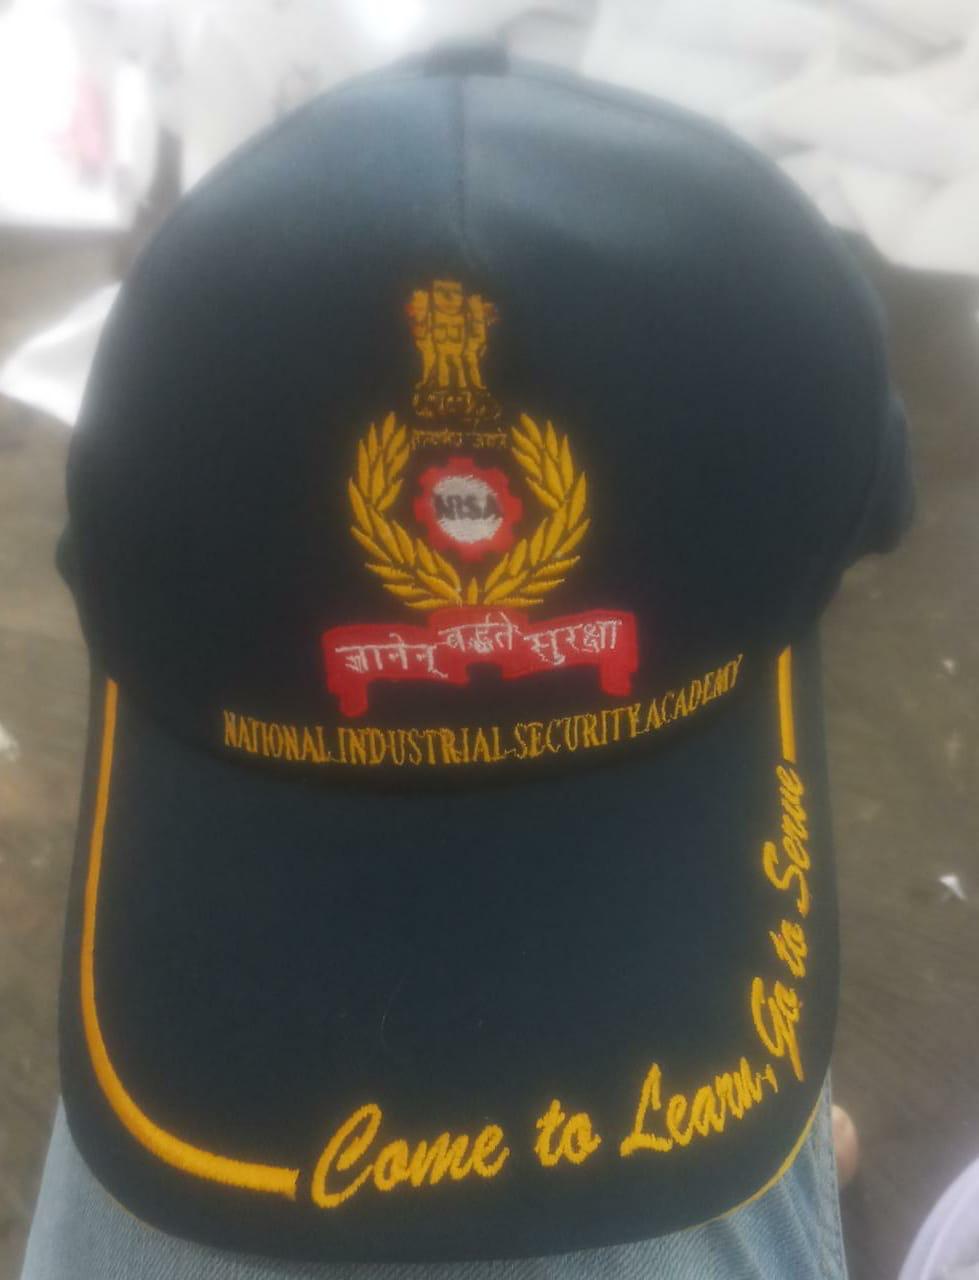 NISA
ज्ञानेन् वर्द्धते सुरक्षा
NATIONAL INDUSTRIAL SECURITY ACADEMY
Come to Learn, Go to Serve